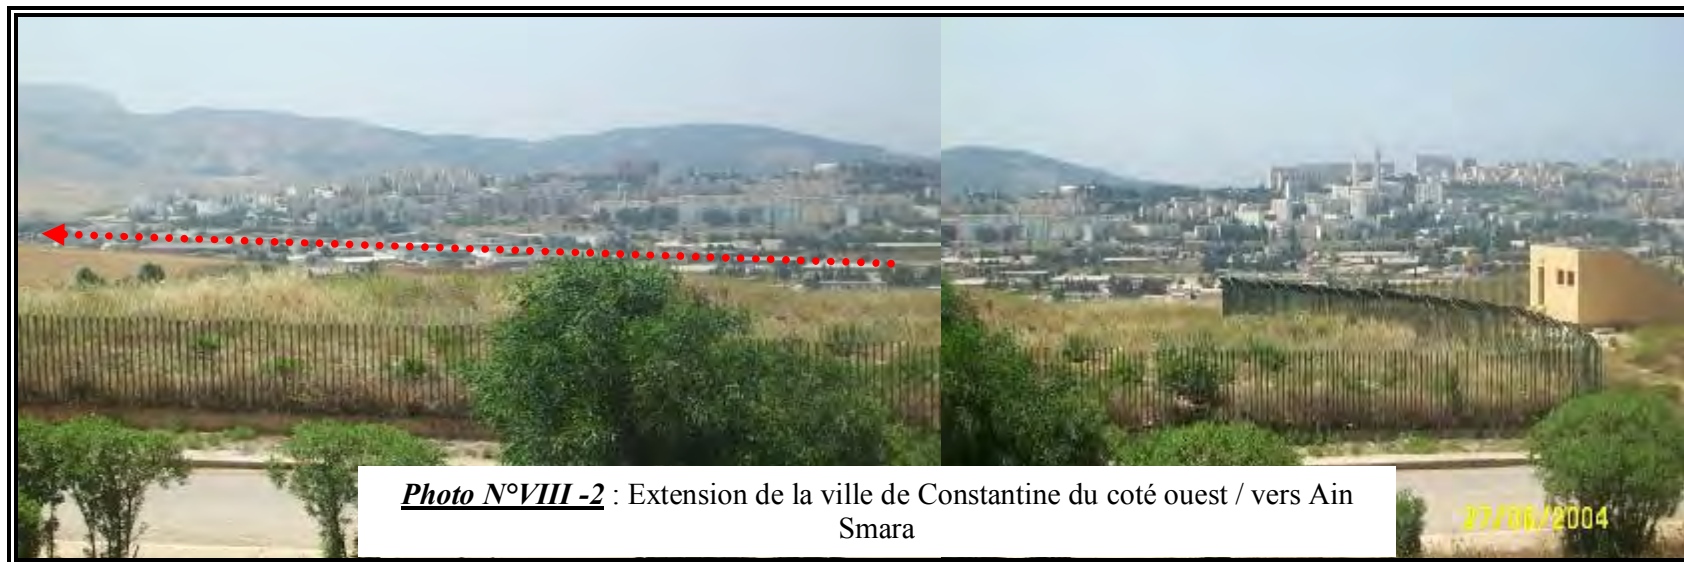 Photo N°VIII -2 : Extension de la ville de Constantine du coté ouest / vers Ain
Smara
27/06/2004